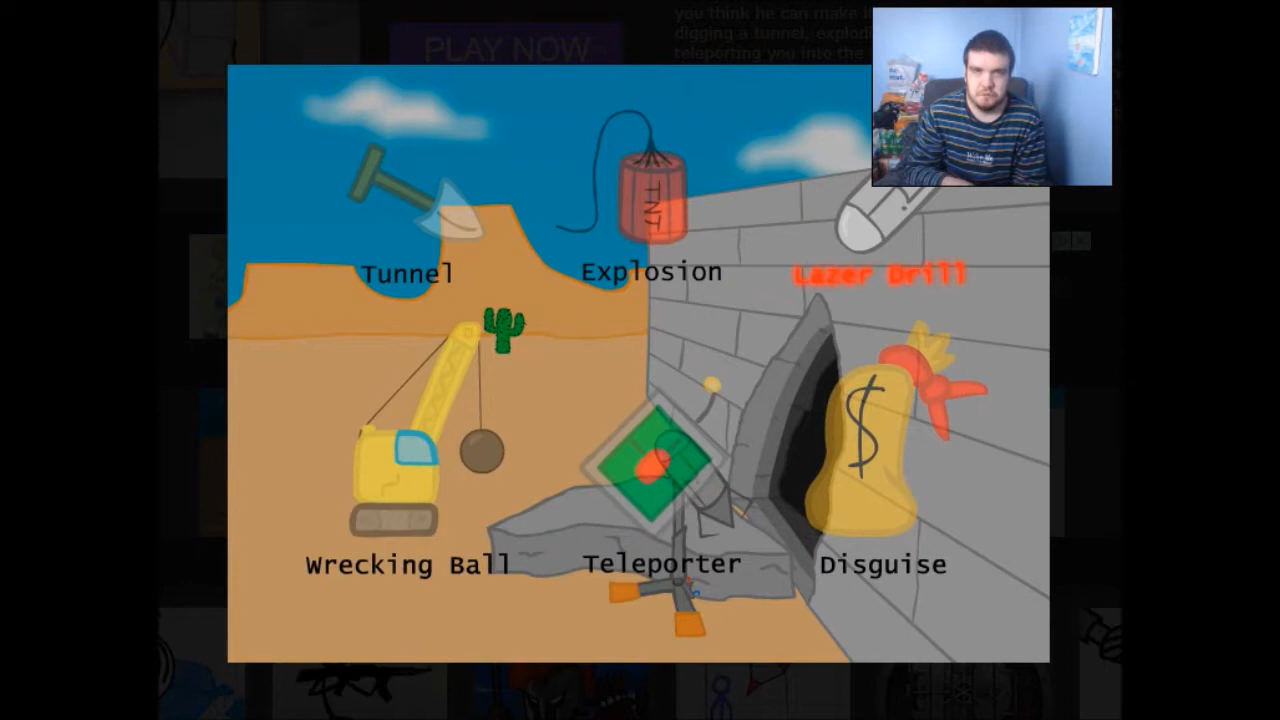 PLAY NOW
you think he can make i
digging a tunnel, explod
teleporting you into the
TNT
Tunnel
Explosion
Lazer Drill
$
Wrecking Ball
Teleporter
Disguise